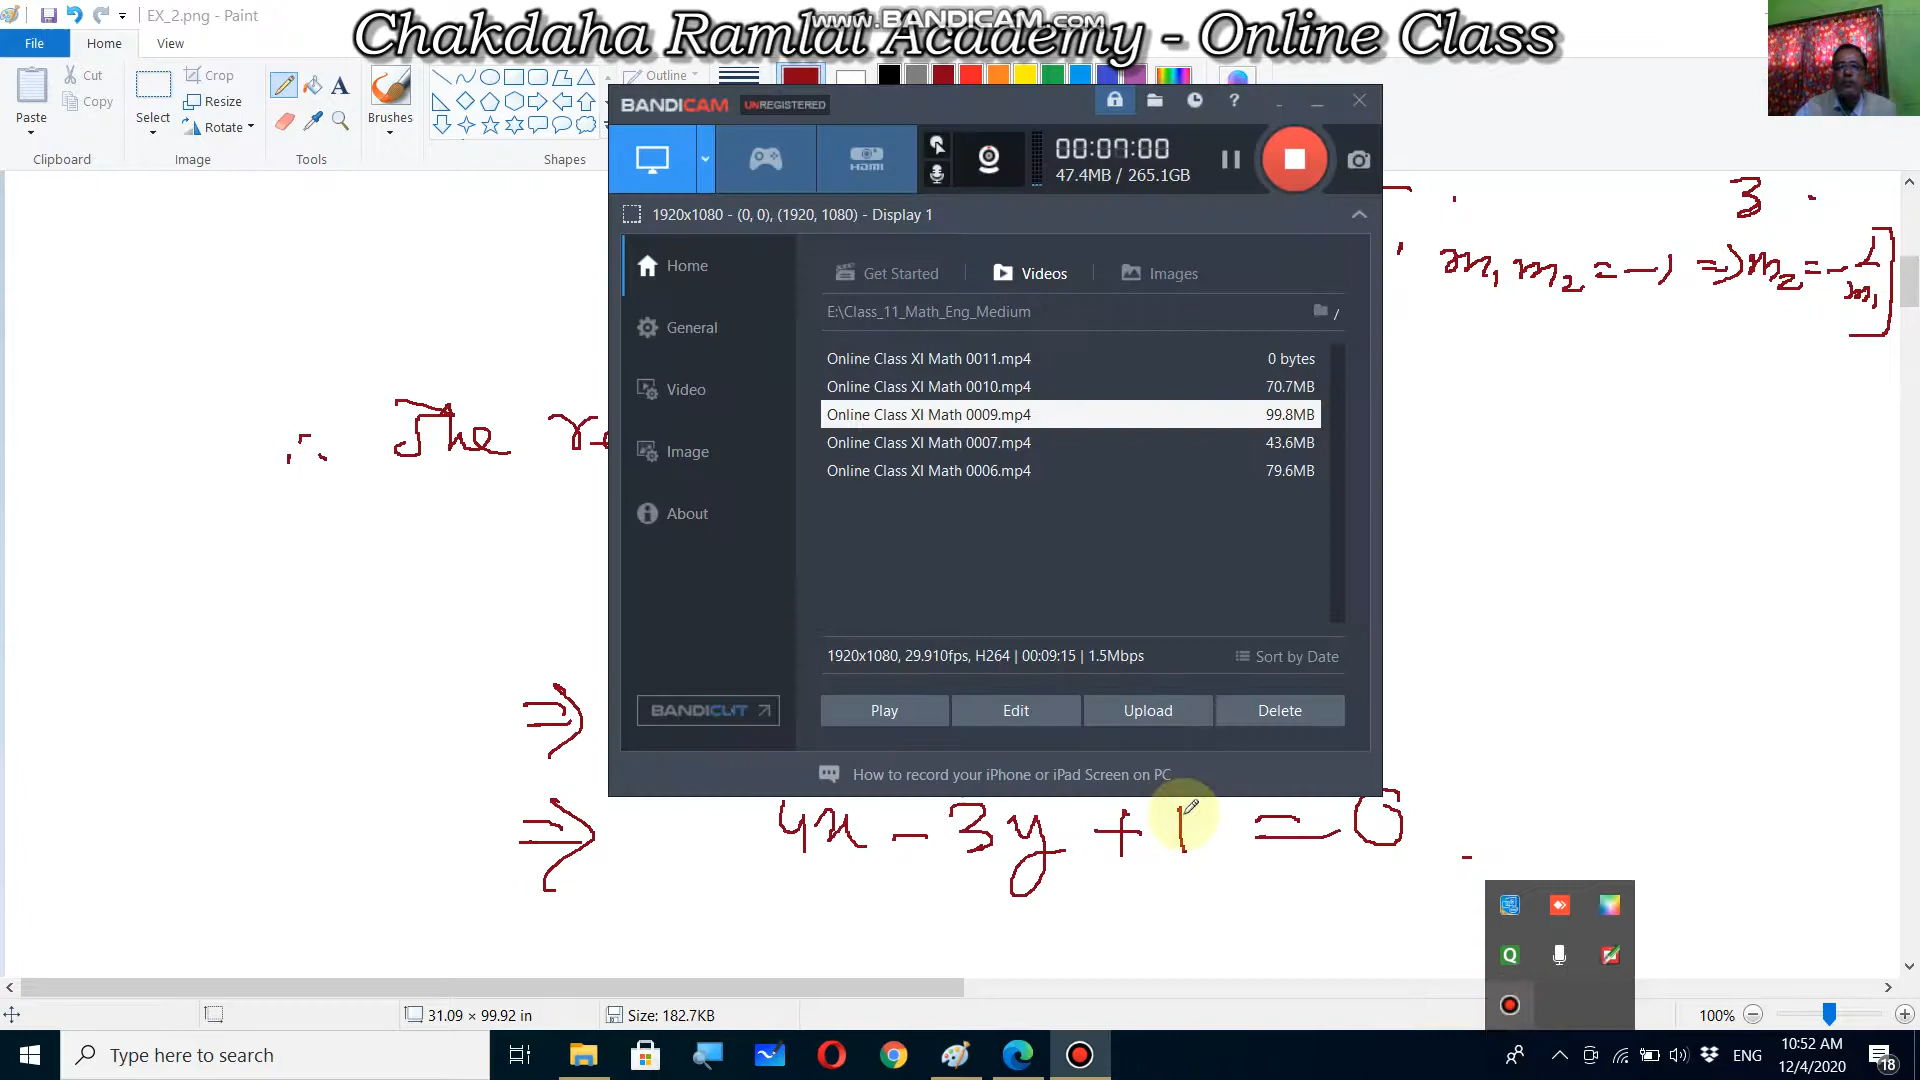 EX_2.png - Paint
www.BANDICAM.com
Chakdaha Ramlal Academy - Online Class
File
Home
View
Paste
Cut
Copy
Clipboard
Select
Crop
Resize
Rotate
Image
Tools
Brushes
Shapes
Outline
BANDICAM
UNREGISTERED
00:07:00
47.4MB / 265.1GB
HDMI
1920x1080 - (0, 0), (1920, 1080) - Display 1
Home
General
Video
Image
About
BANDICUT
Get Started
Videos
Images
E:\Class_11_Math_Eng_Medium
Online Class XI Math 0011.mp4 0 bytes
Online Class XI Math 0010.mp4 70.7MB
Online Class XI Math 0009.mp4 99.8MB
Online Class XI Math 0007.mp4 43.6MB
Online Class XI Math 0006.mp4 79.6MB
1920x1080, 29.910fps, H264 | 00:09:15 | 1.5Mbps
Sort by Date
Play Edit Upload Delete
How to record your iPhone or iPad Screen on PC
3 .
m₁ m₂ = -1 ⇒ m₂ = -1/m₁]
∴ The
⇒
⇒ 4x - 3y + 1 = 0 .
31.09 × 99.92 in
Size: 182.7KB
100%
Type here to search
ENG
10:52 AM
12/4/2020
18